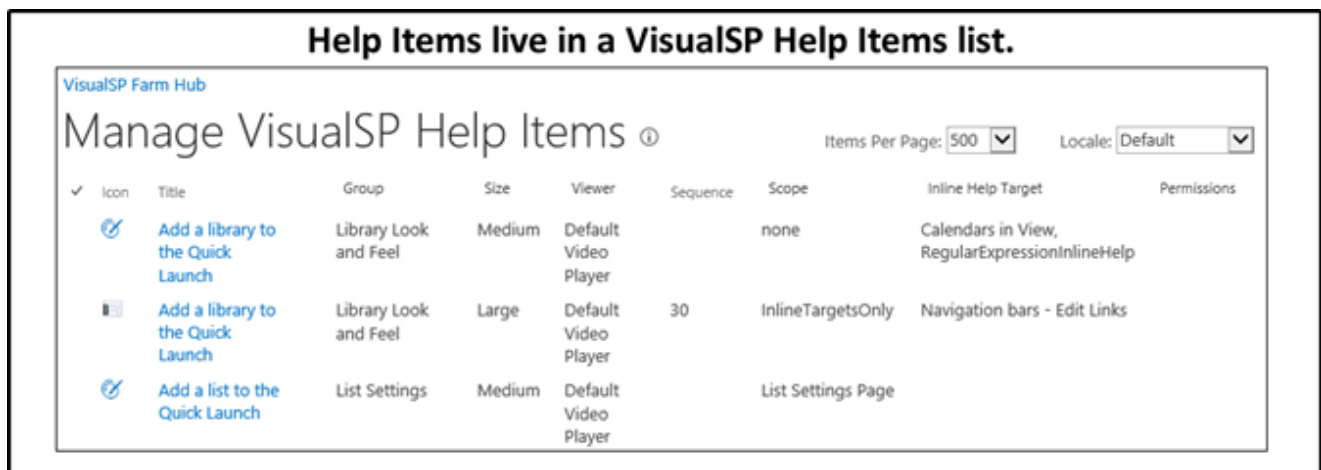 Help Items live in a VisualSP Help Items list.
VisualSP Farm Hub
Manage VisualSP Help Items
Items Per Page: 500 Locale: Default
Icon Title Group Size Viewer Sequence Scope Inline Help Target Permissions
Add a library to Library Look Medium Default none Calendars in View,
the Quick and Feel Video RegularExpressionInlineHelp
Launch Player
Add a library to Library Look Large Default 30 InlineTargetsOnly Navigation bars - Edit Links
the Quick and Feel Video
Launch Player
Add a list to the List Settings Medium Default List Settings Page
Quick Launch Video
Player